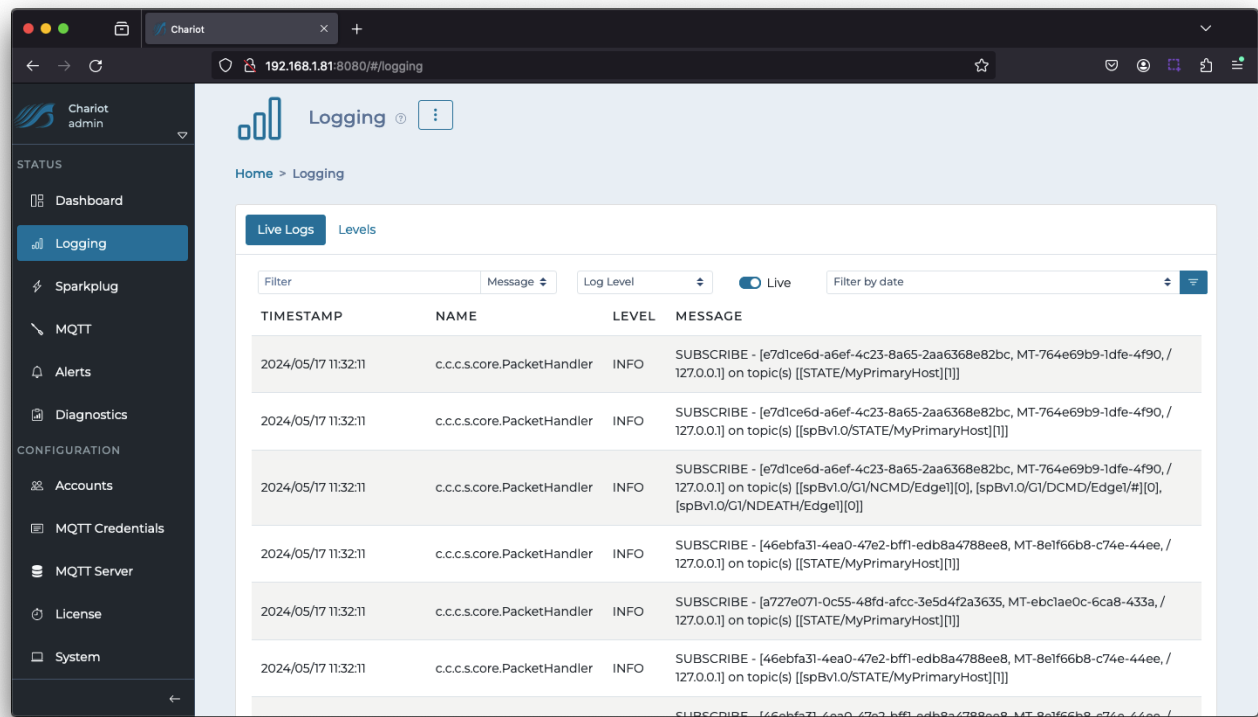 Chariot
192.168.1.81:8080/#/logging
Chariot
admin
STATUS
Dashboard
Logging
Sparkplug
MQTT
Alerts
Diagnostics
CONFIGURATION
Accounts
MQTT Credentials
MQTT Server
License
System
Logging
Home > Logging
Live Logs Levels
Filter Message Log Level Live Filter by date
TIMESTAMP NAME LEVEL MESSAGE
2024/05/17 11:32:11 c.c.c.s.core.PacketHandler INFO SUBSCRIBE - [e7d1ce6d-a6ef-4c23-8a65-2aa6368e82bc, MT-764e69b9-1dfe-4f90, /
127.0.0.1] on topic(s) [[STATE/MyPrimaryHost][1]]
2024/05/17 11:32:11 c.c.c.s.core.PacketHandler INFO SUBSCRIBE - [e7d1ce6d-a6ef-4c23-8a65-2aa6368e82bc, MT-764e69b9-1dfe-4f90, /
127.0.0.1] on topic(s) [[spBv1.0/STATE/MyPrimaryHost][1]]
2024/05/17 11:32:11 c.c.c.s.core.PacketHandler INFO SUBSCRIBE - [e7d1ce6d-a6ef-4c23-8a65-2aa6368e82bc, MT-764e69b9-1dfe-4f90, /
127.0.0.1] on topic(s) [[spBv1.0/G1/NCMD/Edge1][0], [spBv1.0/G1/DCMD/Edge1/#][0],
[spBv1.0/G1/NDEATH/Edge1][0]]
2024/05/17 11:32:11 c.c.c.s.core.PacketHandler INFO SUBSCRIBE - [46ebfa31-4ea0-47e2-bff1-edb8a4788ee8, MT-8e1f66b8-c74e-44ee, /
127.0.0.1] on topic(s) [[STATE/MyPrimaryHost][1]]
2024/05/17 11:32:11 c.c.c.s.core.PacketHandler INFO SUBSCRIBE - [a727e071-0c55-48fd-afcc-3e5d4f2a3635, MT-ebc1ae0c-6ca8-433a, /
127.0.0.1] on topic(s) [[STATE/MyPrimaryHost][1]]
2024/05/17 11:32:11 c.c.c.s.core.PacketHandler INFO SUBSCRIBE - [46ebfa31-4ea0-47e2-bff1-edb8a4788ee8, MT-8e1f66b8-c74e-44ee, /
127.0.0.1] on topic(s) [[spBv1.0/STATE/MyPrimaryHost][1]]
SUBSCRIBE - [46ebfa31-4ea0-47e2-bff1-edb8a4788ee8, MT-8e1f66b8-c74e-44ee, /